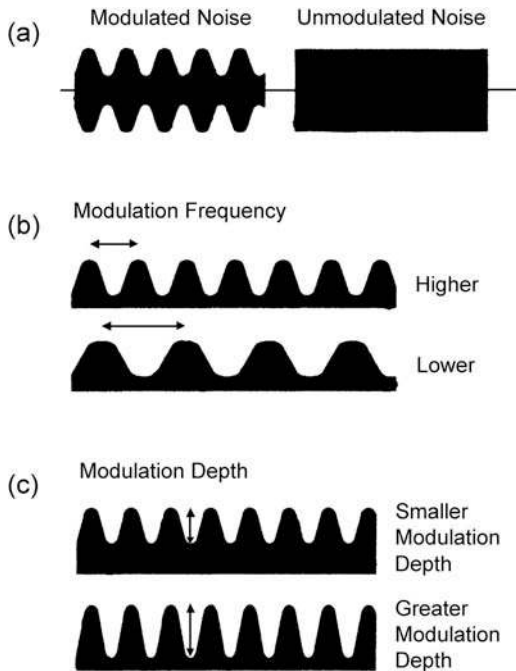 (a)
Modulated Noise
Unmodulated Noise
(b)
Modulation Frequency
Higher
Lower
(c)
Modulation Depth
Smaller
Modulation
Depth
Greater
Modulation
Depth